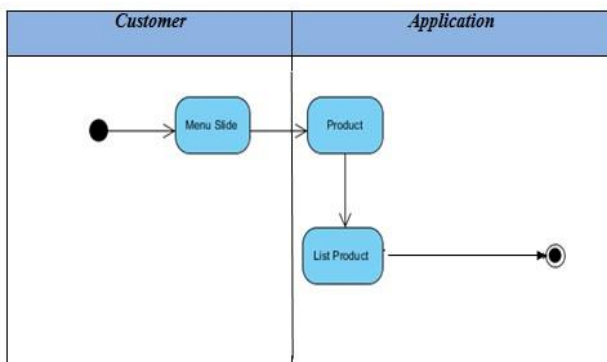 Customer
Application
Menu Slide
Product
List Product